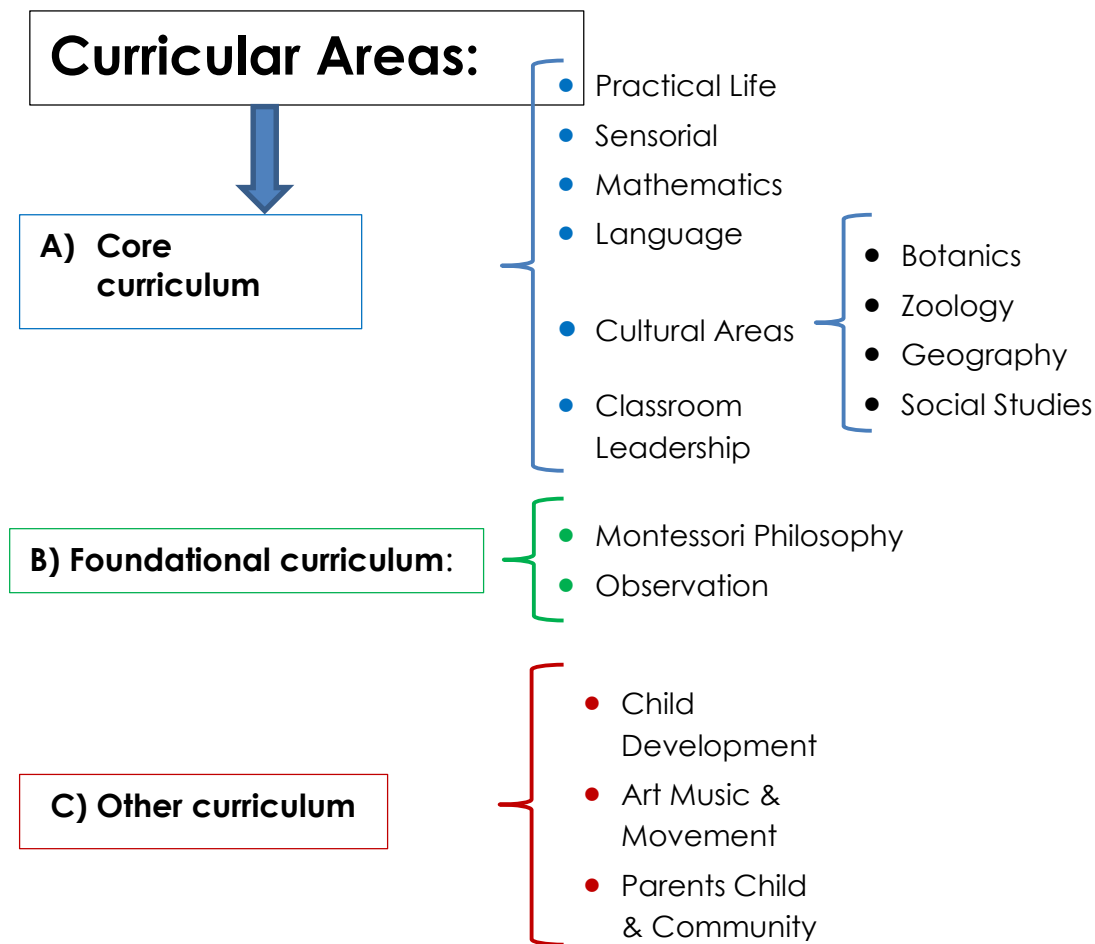 Curricular Areas:
A) Core
curriculum
• Practical Life
• Sensorial
• Mathematics
• Language
• Cultural Areas
• Classroom
Leadership
• Botanics
• Zoology
• Geography
• Social Studies
B) Foundational curriculum:
• Montessori Philosophy
• Observation
C) Other curriculum
• Child
Development
• Art Music &
Movement
• Parents Child
& Community